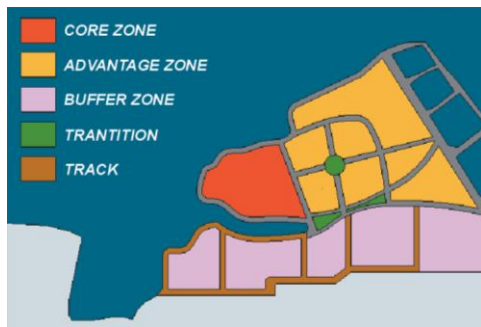 CORE ZONE
ADVANTAGE ZONE
BUFFER ZONE
TRANTITION
TRACK